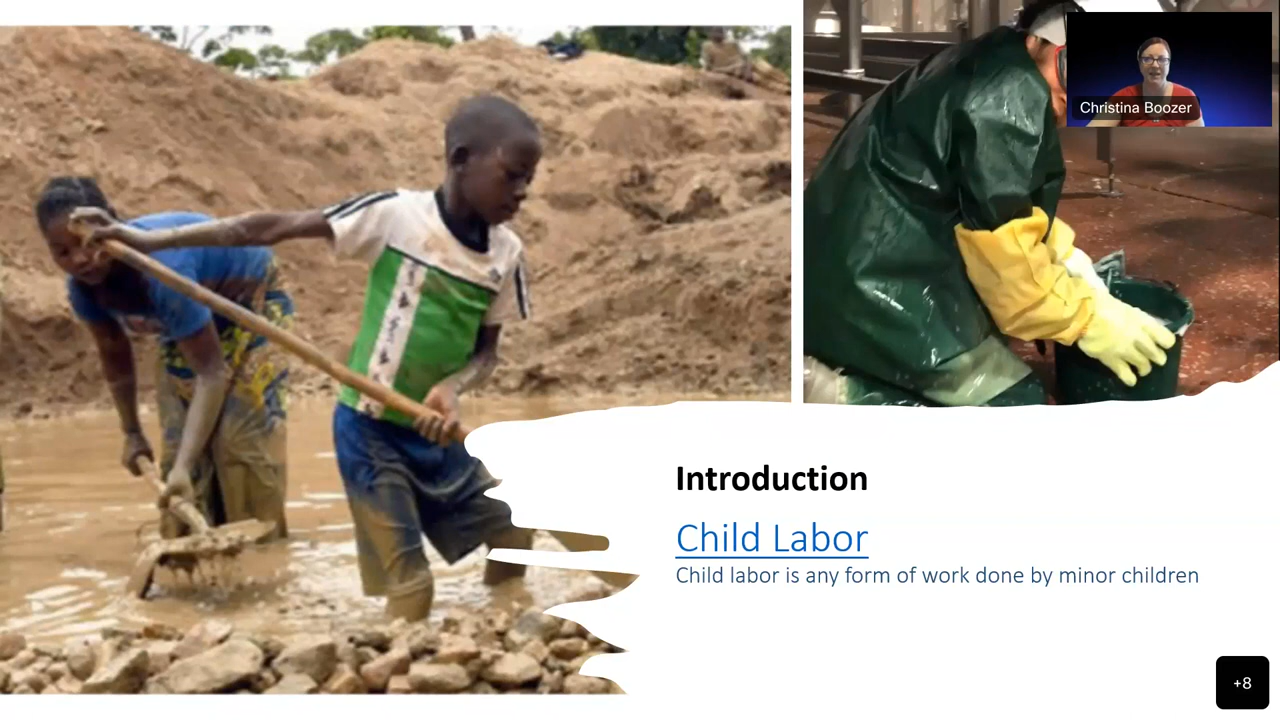 Christina Boozer
Introduction
Child Labor
Child labor is any form of work done by minor children
+8